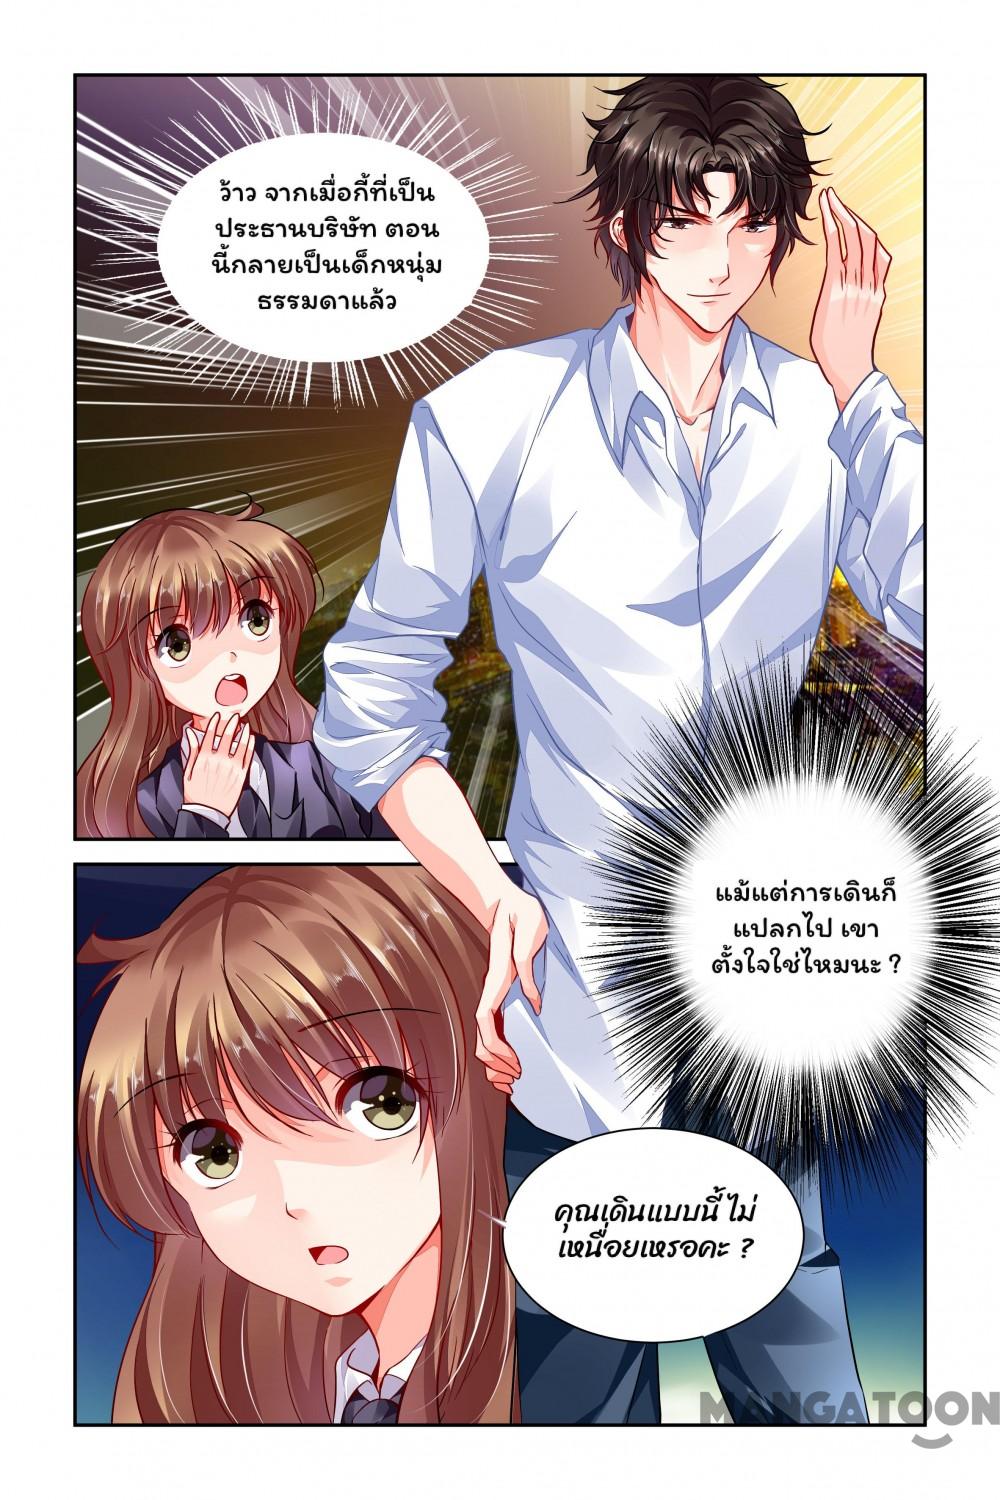 ว้าว จากเมื่อกี้ที่เป็น
ประธานบริษัท ตอน
นี้กลายเป็นเด็กหนุ่ม
ธรรมดาแล้ว
แม้แต่การเดินก็
แปลกไป เขา
ตั้งใจใช่ไหมนะ ?
คุณเดินแบบนี้ ไม่
เหนื่อยเหรอคะ ?
MANGATOON